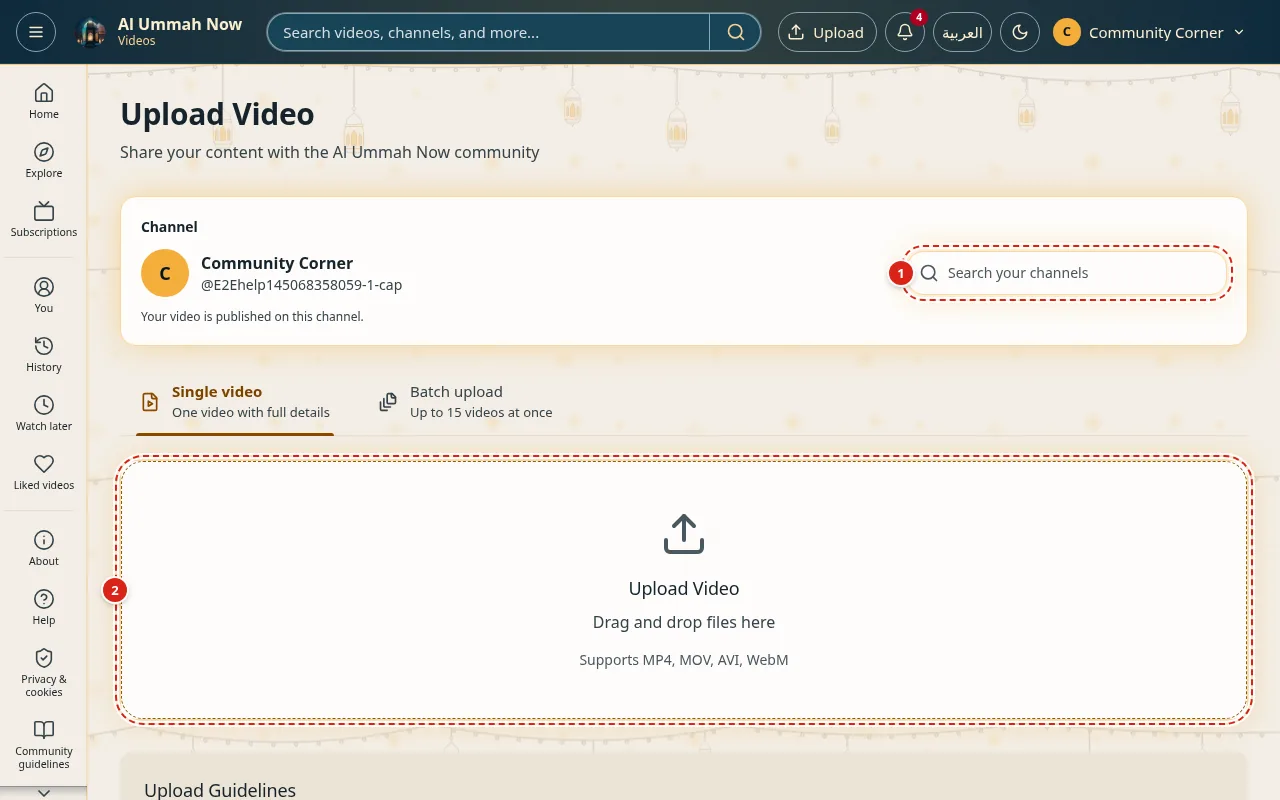 Al Ummah Now
Videos
Search videos, channels, and more...
Upload
4
العربية
C
Community Corner
Home
Explore
Subscriptions
You
History
Watch later
Liked videos
About
Help
Privacy &
cookies
Community
guidelines
Upload Video
Share your content with the Al Ummah Now community
Channel
C
Community Corner
@E2Ehelp145068358059-1-cap
Your video is published on this channel.
1
Search your channels
Single video
One video with full details
Batch upload
Up to 15 videos at once
2
Upload Video
Drag and drop files here
Supports MP4, MOV, AVI, WebM
Upload Guidelines